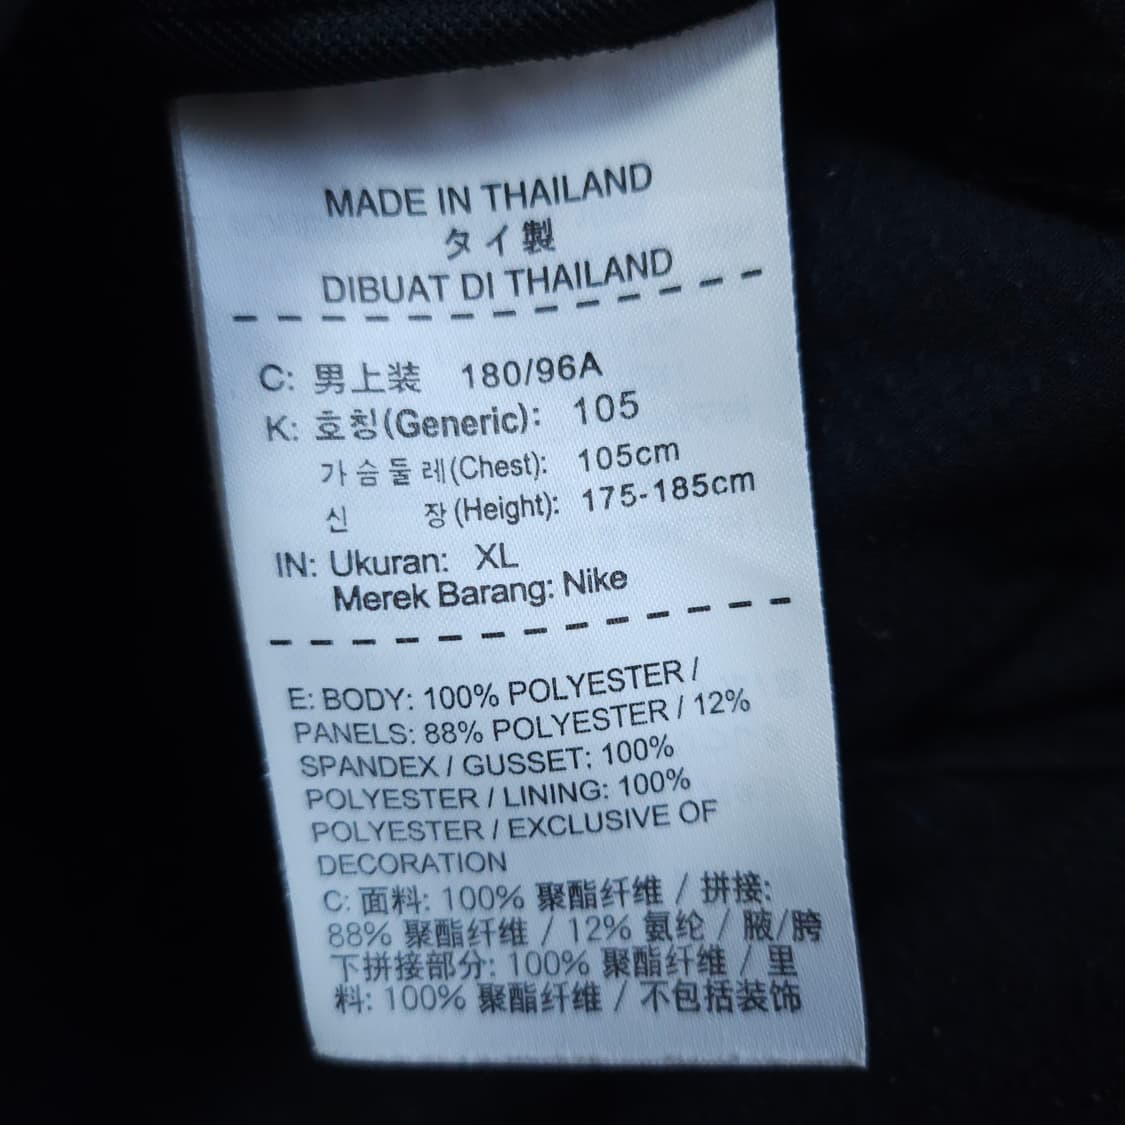 MADE IN THAILAND
タイ製
DIBUAT DI THAILAND
C: 男上装 180/96A
K: 호칭(Generic): 105
가슴둘레(Chest): 105cm
신 장(Height): 175-185cm
IN: Ukuran: XL
Merek Barang: Nike
E: BODY: 100% POLYESTER /
PANELS: 88% POLYESTER / 12%
SPANDEX / GUSSET: 100%
POLYESTER / LINING: 100%
POLYESTER / EXCLUSIVE OF
DECORATION
C: 面料: 100% 聚酯纤维 / 拼接:
88% 聚酯纤维 / 12% 氨纶 / 腋/胯
下拼接部分: 100% 聚酯纤维 / 里
料: 100% 聚酯纤维 / 不包括装饰